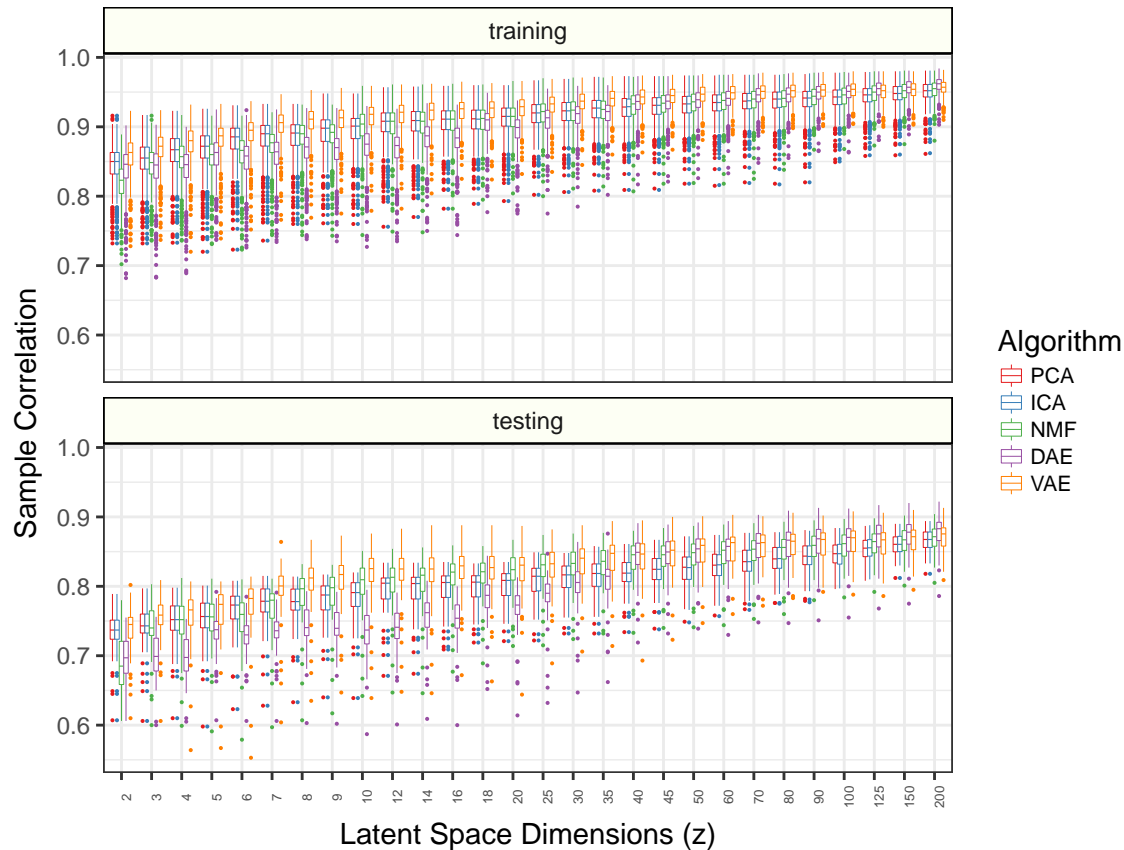 training
1.0
0.9
0.8
0.7
0.6
testing
1.0
0.9
0.8
0.7
0.6
Sample Correlation
2 3 4 5 6 7 8 9 10 12 14 16 18 20 25 30 35 40 45 50 60 70 80 90 100 125 150 200
Latent Space Dimensions (z)
Algorithm
PCA
ICA
NMF
DAE
VAE